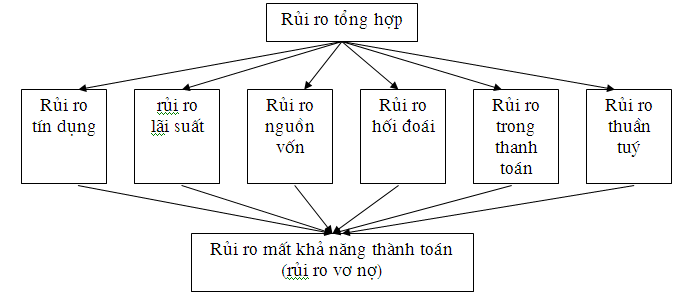 Rủi ro tổng hợp
Rủi ro
tín dụng
rủi ro
lãi suất
Rủi ro
nguồn
vốn
Rủi ro
hối đoái
Rủi ro
trong
thanh
toán
Rủi ro
thuần
tuý
Rủi ro mất khả năng thành toán
(rủi ro vơ nợ)